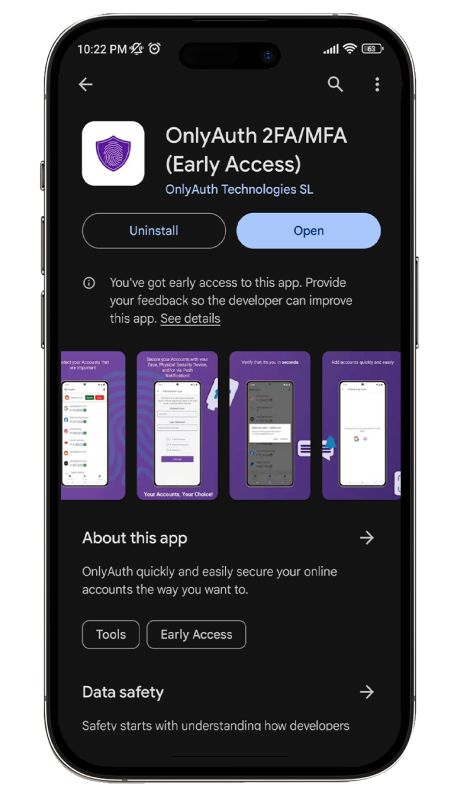 10:22 PM
63
OnlyAuth 2FA/MFA
(Early Access)
OnlyAuth Technologies SL
Uninstall
Open
You've got early access to this app. Provide
your feedback so the developer can improve
this app. See details
your Accounts that
are important
Secure your Accounts with your
Face, Physical Security Device,
and/or via Push
Notifications!
Your Accounts, Your Choice!
Verify that its you in seconds
Add accounts quickly and easily
About this app
OnlyAuth quickly and easily secure your online
accounts the way you want to.
Tools
Early Access
Data safety
Safety starts with understanding how developers